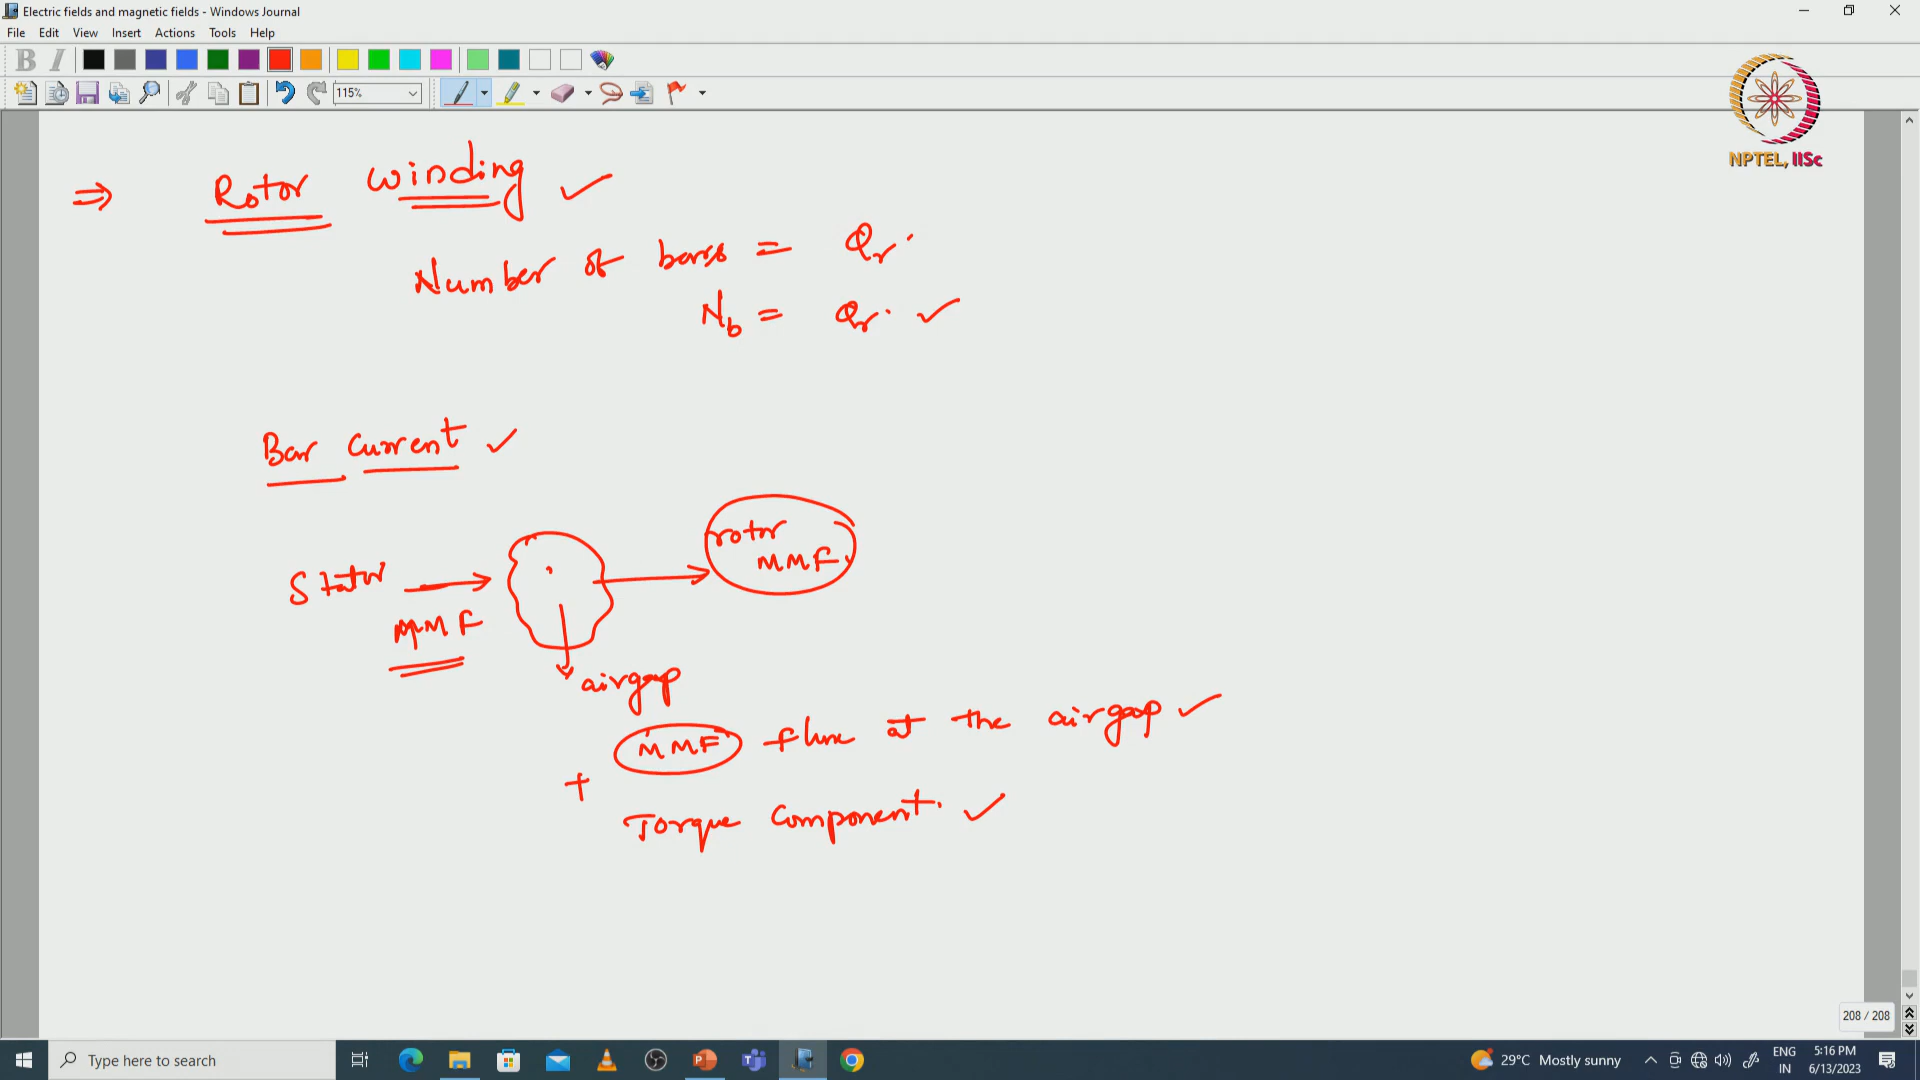 Electric fields and magnetic fields - Windows Journal
File Edit View Insert Actions Tools Help
B I
115%
NPTEL, IISc
⇒ Rotor winding ✓
Number of bars = Qr.
Nb = Qr. ✓
Bar Current ✓
Stator → rotor MMF.
MMF
airgap
MMF flux at the airgap ✓
+
Torque Component. ✓
208 / 208
Type here to search
29°C Mostly sunny
ENG
IN
5:16 PM
6/13/2023